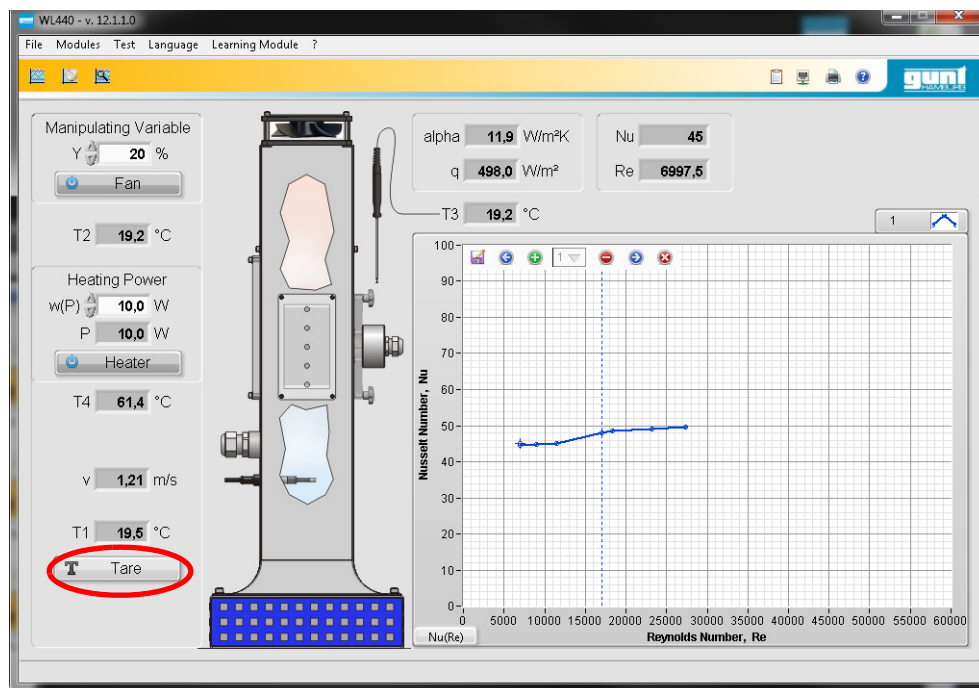 WL440 - v. 12.1.1.0
File Modules Test Language Learning Module ?
gunt
HAMBURG
Manipulating Variable
Y 20 %
Fan
T2 19,2 °C
Heating Power
w(P) 10,0 W
P 10,0 W
Heater
T4 61,4 °C
v 1,21 m/s
T1 19,5 °C
T Tare
alpha 11,9 W/m²K
q 498,0 W/m²
Nu 45
Re 6997,5
T3 19,2 °C
1
1
Nusselt Number, Nu
100
90
80
70
60
50
40
30
20
10
0
0 5000 10000 15000 20000 25000 30000 35000 40000 45000 50000 55000 60000
Reynolds Number, Re
Nu(Re)